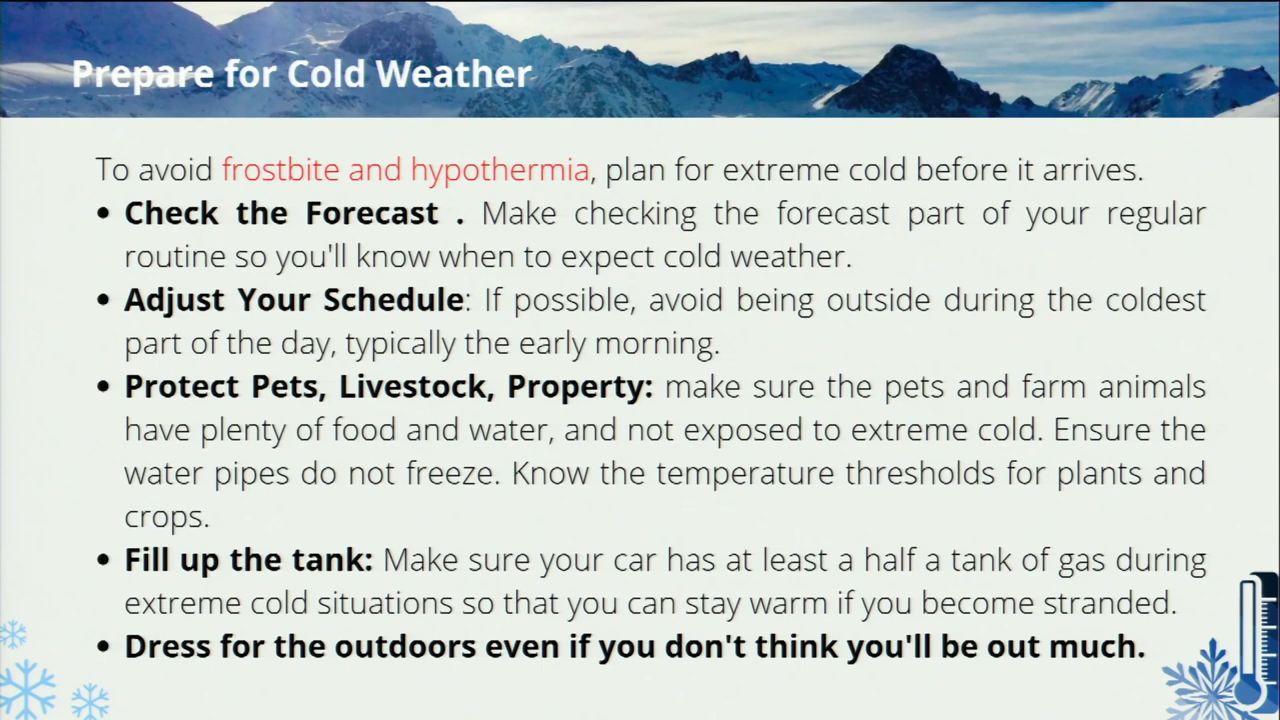 Prepare for Cold Weather
To avoid frostbite and hypothermia, plan for extreme cold before it arrives.
• Check the Forecast . Make checking the forecast part of your regular
routine so you'll know when to expect cold weather.
• Adjust Your Schedule: If possible, avoid being outside during the coldest
part of the day, typically the early morning.
• Protect Pets, Livestock, Property: make sure the pets and farm animals
have plenty of food and water, and not exposed to extreme cold. Ensure the
water pipes do not freeze. Know the temperature thresholds for plants and
crops.
• Fill up the tank: Make sure your car has at least a half a tank of gas during
extreme cold situations so that you can stay warm if you become stranded.
• Dress for the outdoors even if you don't think you'll be out much.